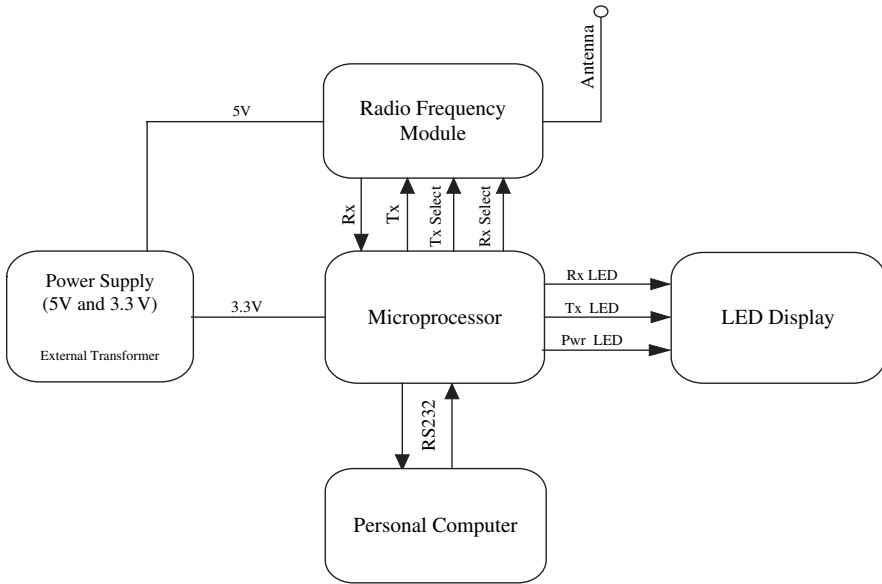 Antenna
5V
Radio Frequency
Module
Rx
Tx
Tx Select
Rx Select
Power Supply
(5V and 3.3 V)
External Transformer
3.3V
Microprocessor
Rx LED
Tx LED
Pwr LED
LED Display
RS232
Personal Computer